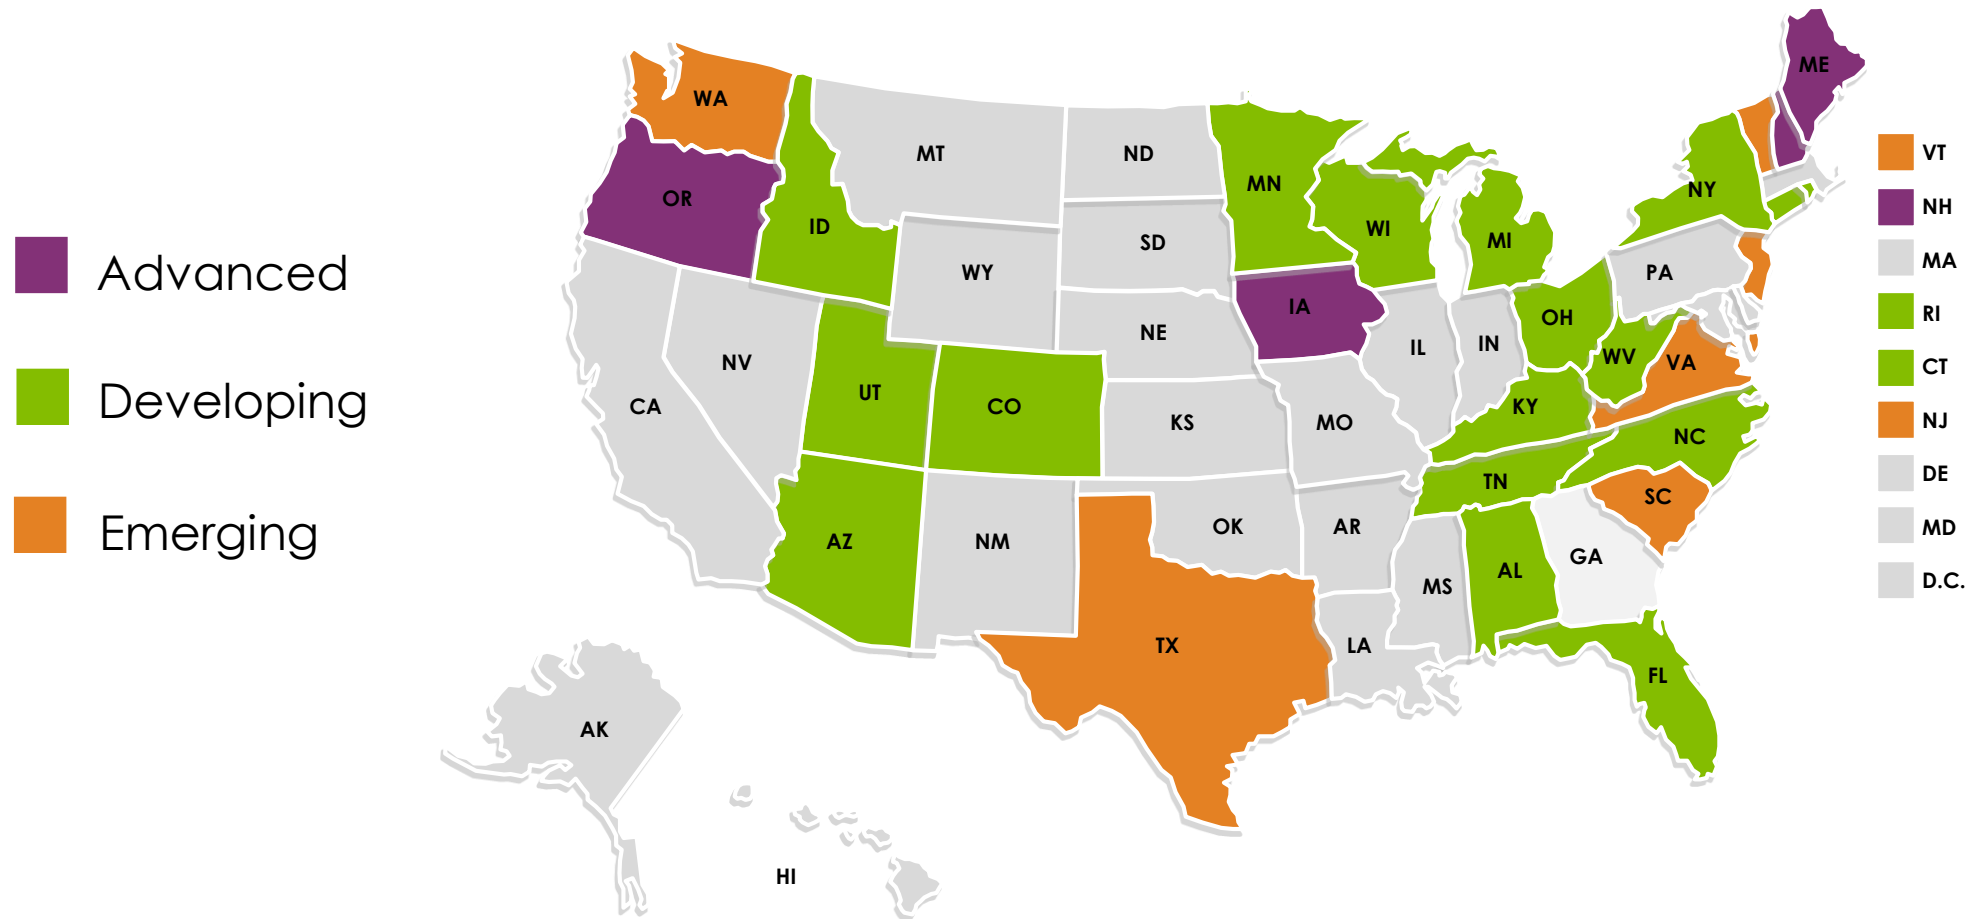 Advanced
Developing
Emerging
WA
OR
ID
MT
ND
MN
WI
MI
NY
ME
SD
WY
IA
NE
PA
OH
IL
IN
WV
VA
NV
CA
UT
CO
KS
MO
KY
NC
TN
SC
AZ
NM
OK
AR
MS
AL
GA
TX
LA
FL
AK
HI
VT
NH
MA
RI
CT
NJ
DE
MD
D.C.